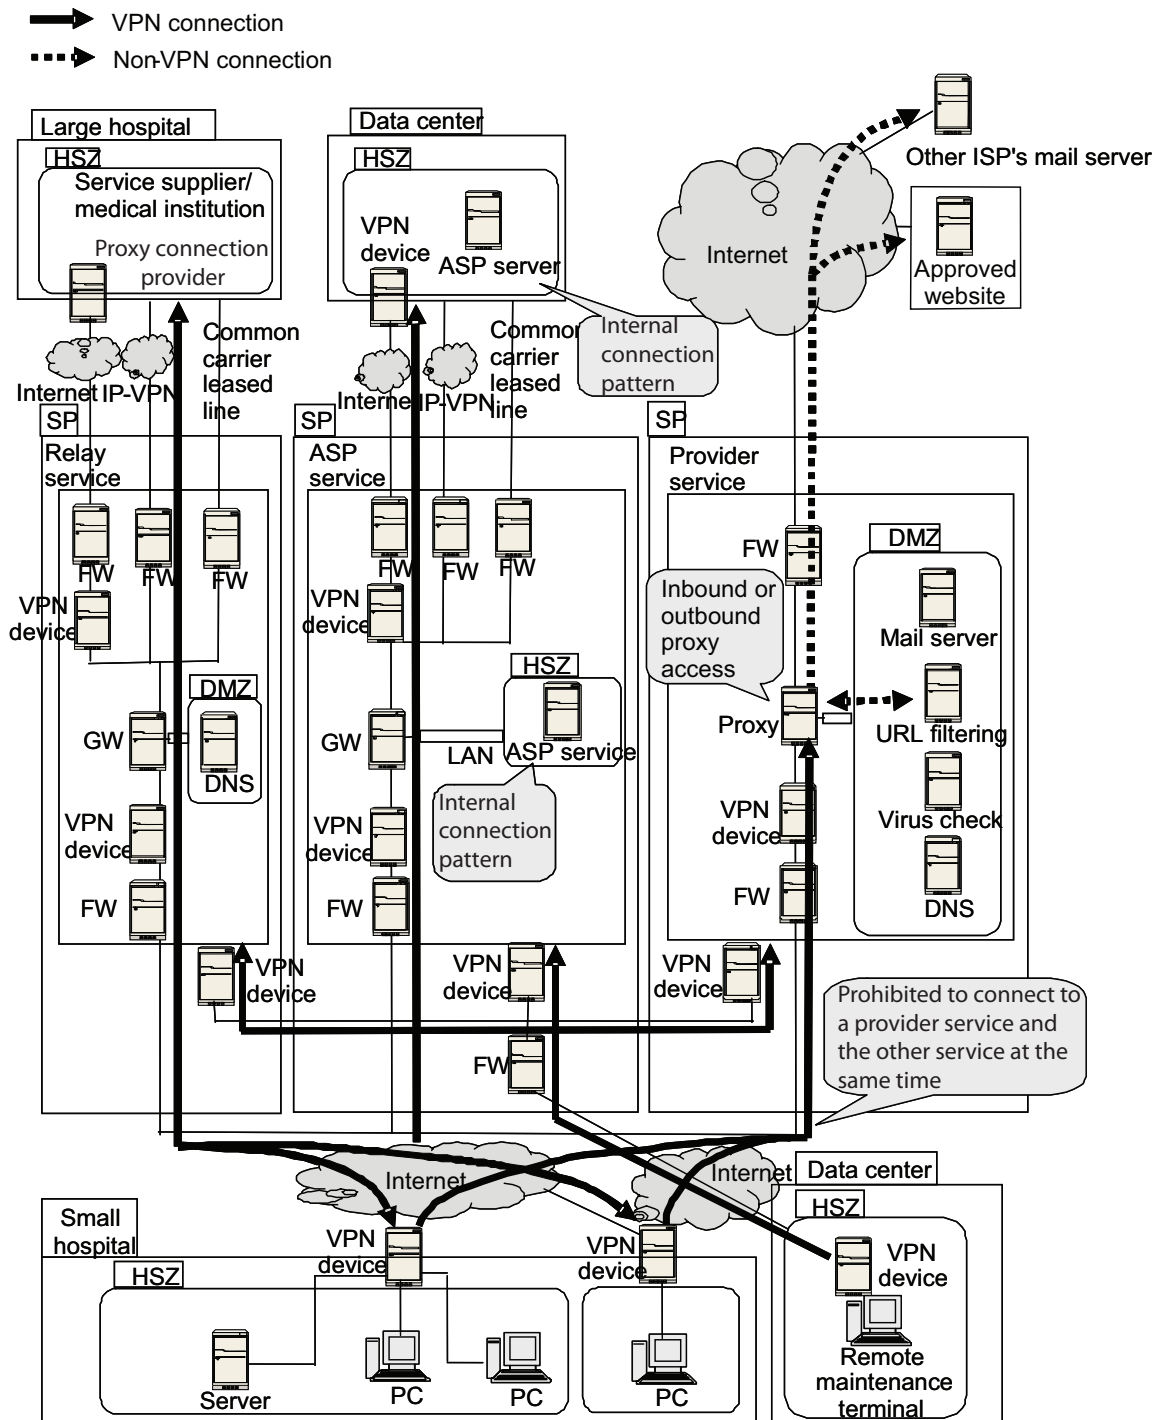 VPN connection
Non-VPN connection
Large hospital
HSZ
Service supplier/
medical institution
Proxy connection
provider
Data center
HSZ
VPN
device
ASP server
Internal
connection
pattern
Internet
Other ISP's mail server
Approved
website
Internet
IP-VPN
Common
carrier
leased
line
Internet
IP-VPN
Common
carrier
leased
line
SP
Relay
service
FW
FW
FW
VPN
device
DMZ
GW
DNS
VPN
device
FW
VPN
device
SP
ASP
service
FW
FW
FW
VPN
device
HSZ
GW
LAN
ASP service
Internal
connection
pattern
VPN
device
FW
VPN
device
FW
SP
Provider
service
FW
DMZ
Inbound or
outbound
proxy
access
Mail server
Proxy
URL filtering
VPN
device
Virus check
FW
DNS
VPN
device
Prohibited to connect to
a provider service and
the other service at the
same time
Internet
Internet
Small
hospital
HSZ
VPN
device
Server
PC
PC
VPN
device
PC
Data center
HSZ
VPN
device
Remote
maintenance
terminal